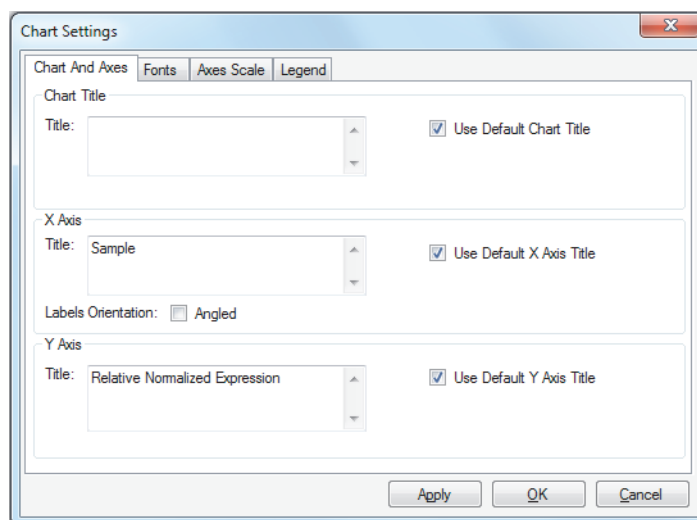 Chart Settings
Chart And Axes Fonts Axes Scale Legend
Chart Title
Title: Use Default Chart Title
X Axis
Title: Sample Use Default X Axis Title
Labels Orientation: Angled
Y Axis
Title: Relative Normalized Expression Use Default Y Axis Title
Apply OK Cancel